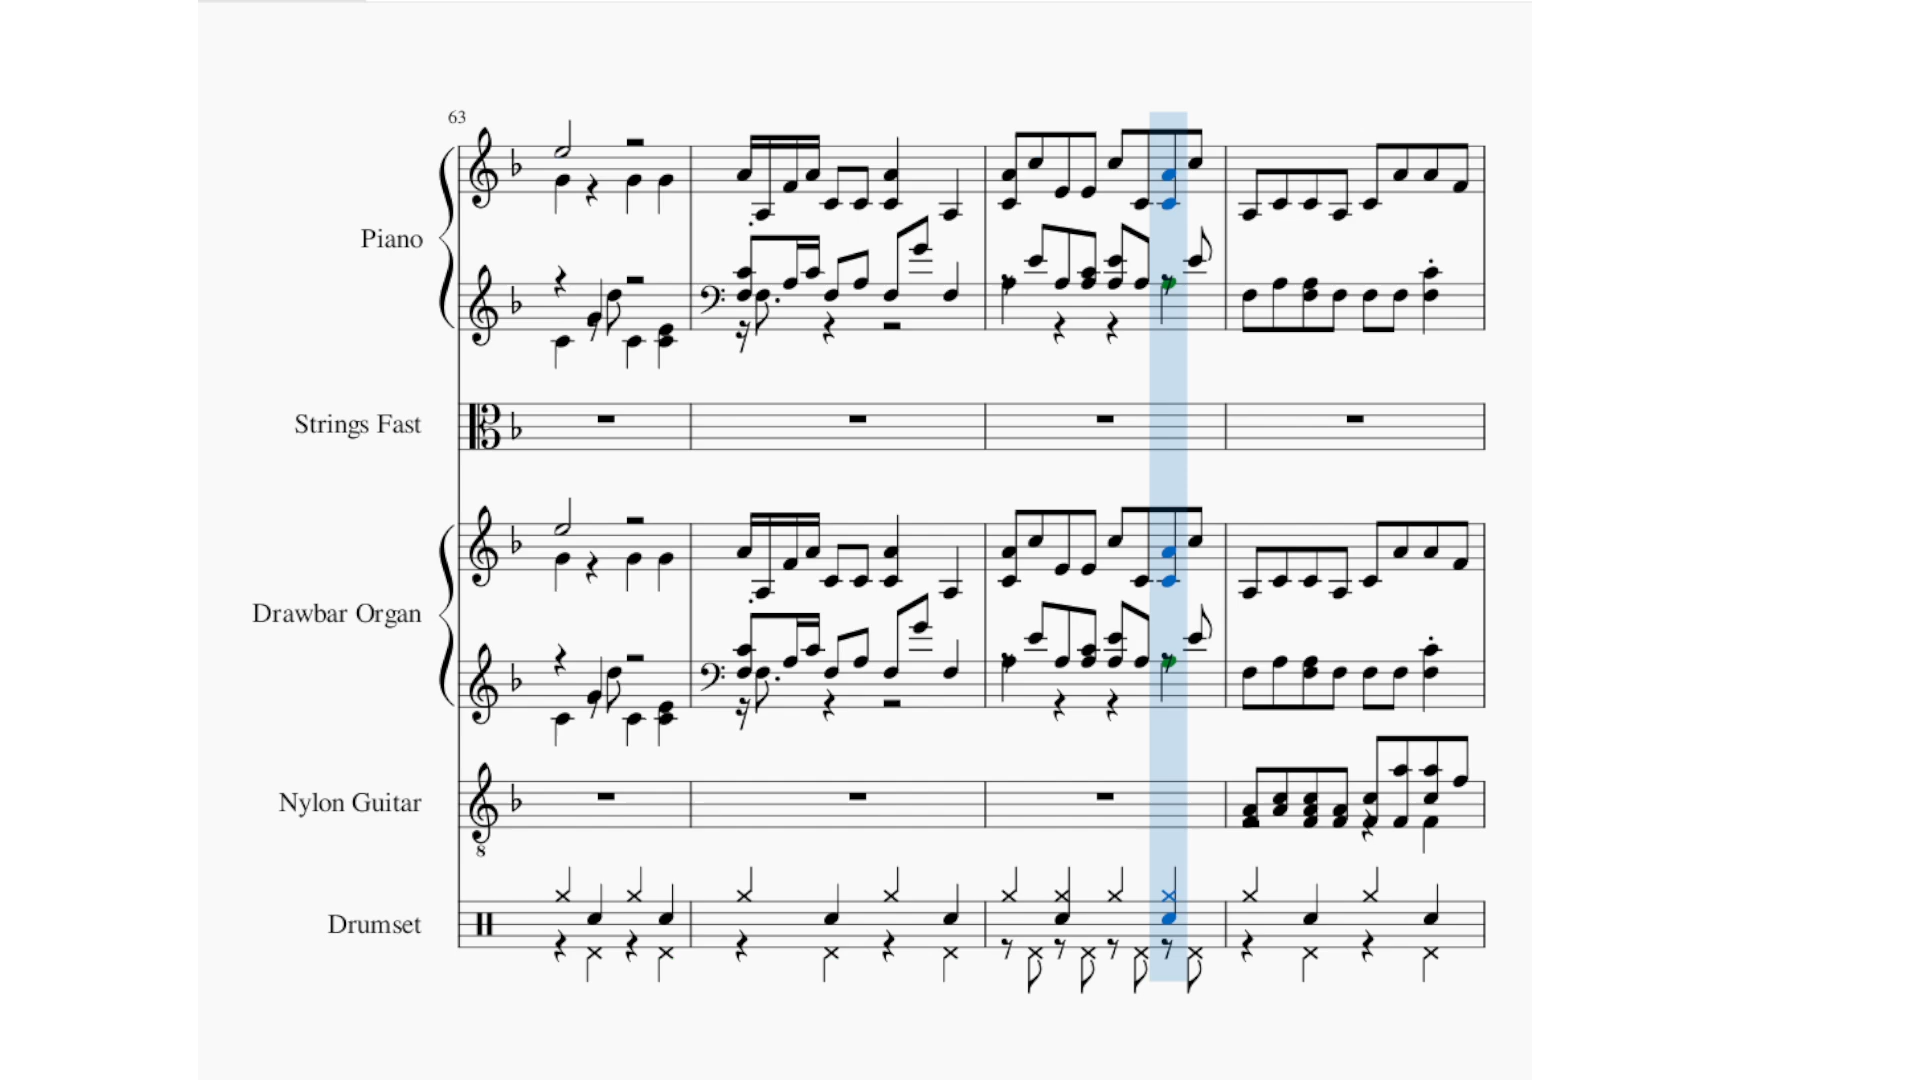 63
Piano
Strings Fast
Drawbar Organ
Nylon Guitar
8
Drumset